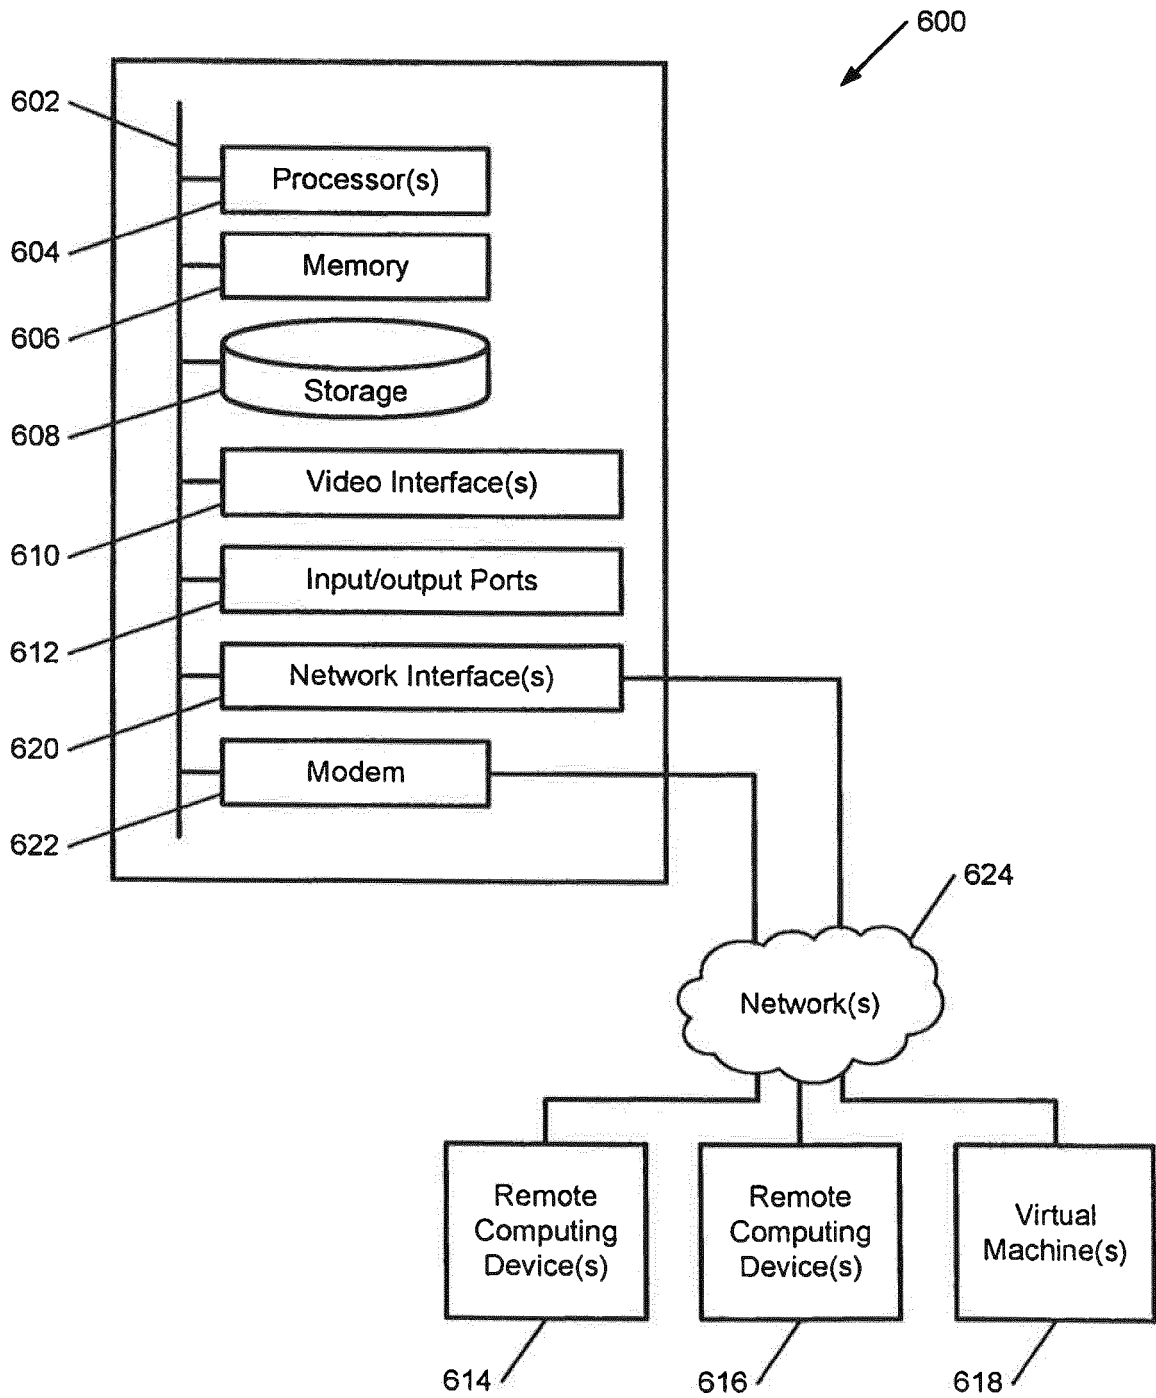 600
602
Processor(s)
604
Memory
606
Storage
608
Video Interface(s)
610
Input/output Ports
612
Network Interface(s)
620
Modem
622
624
Network(s)
Remote
Computing
Device(s)
Remote
Computing
Device(s)
Virtual
Machine(s)
614
616
618